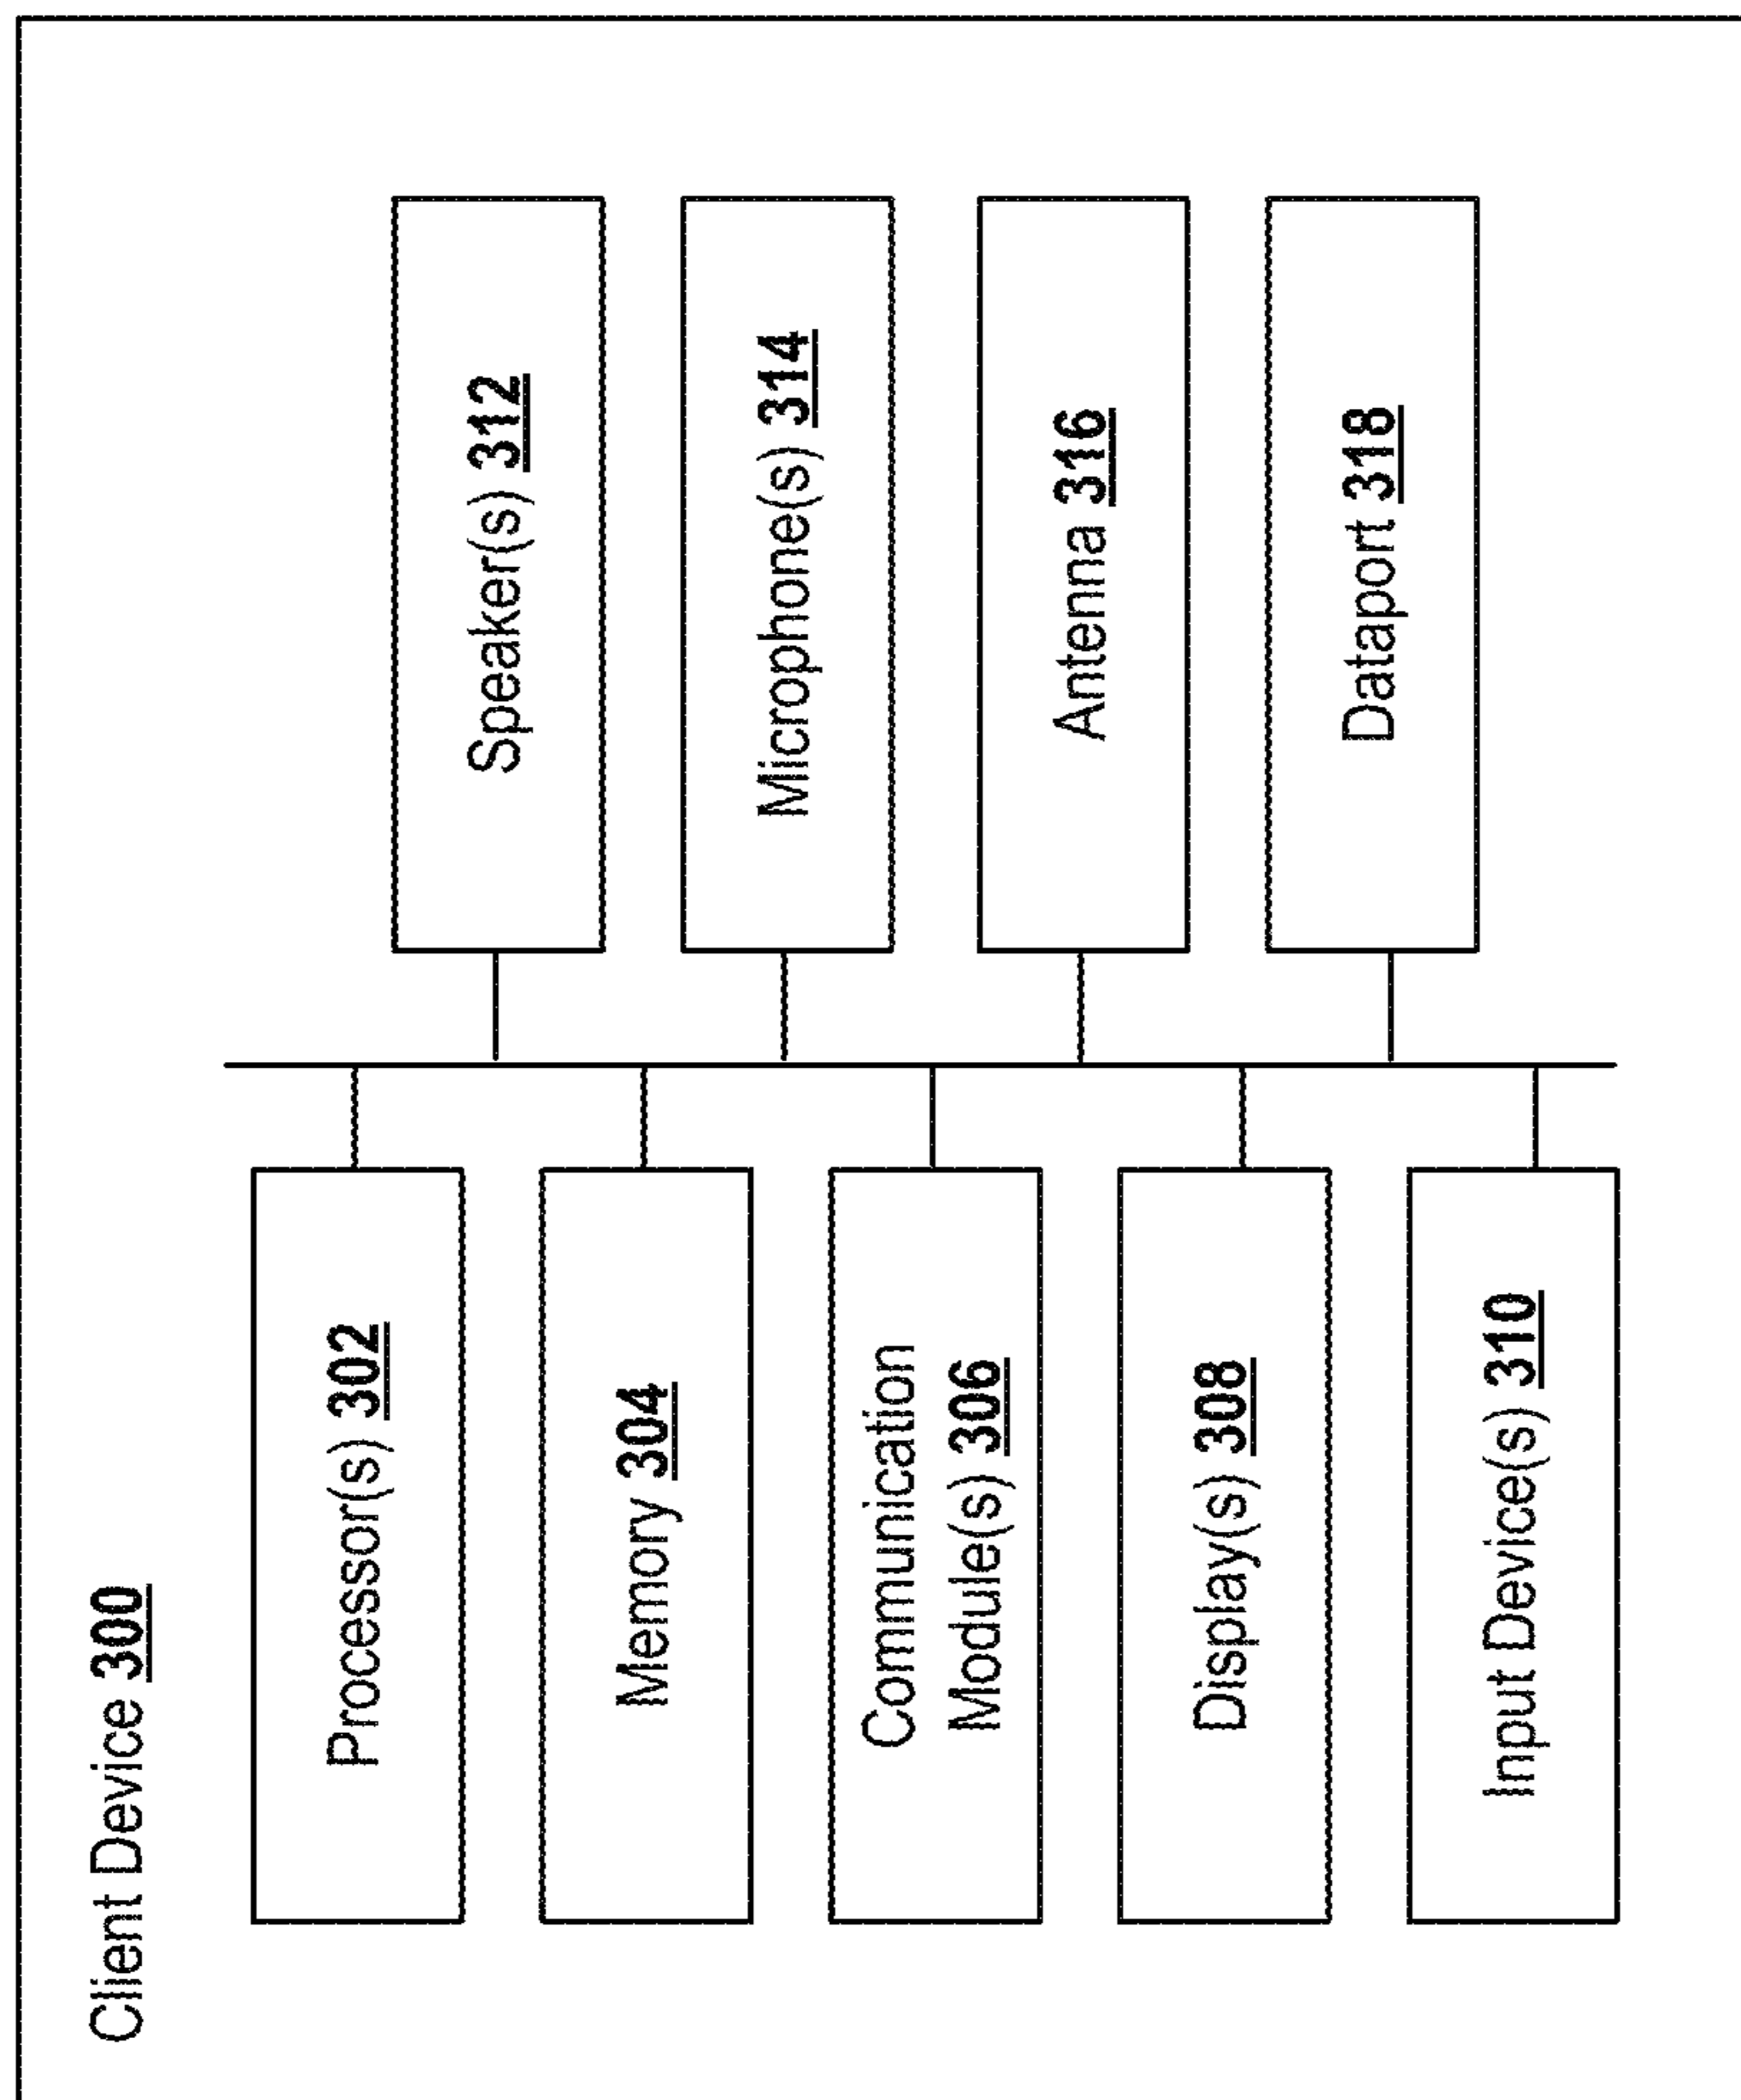 Client Device 300
Processor(s) 302
Memory 304
Communication
Module(s) 306
Display(s) 308
Input Device(s) 310
Speaker(s) 312
Microphone(s) 314
Antenna 316
Dataport 318